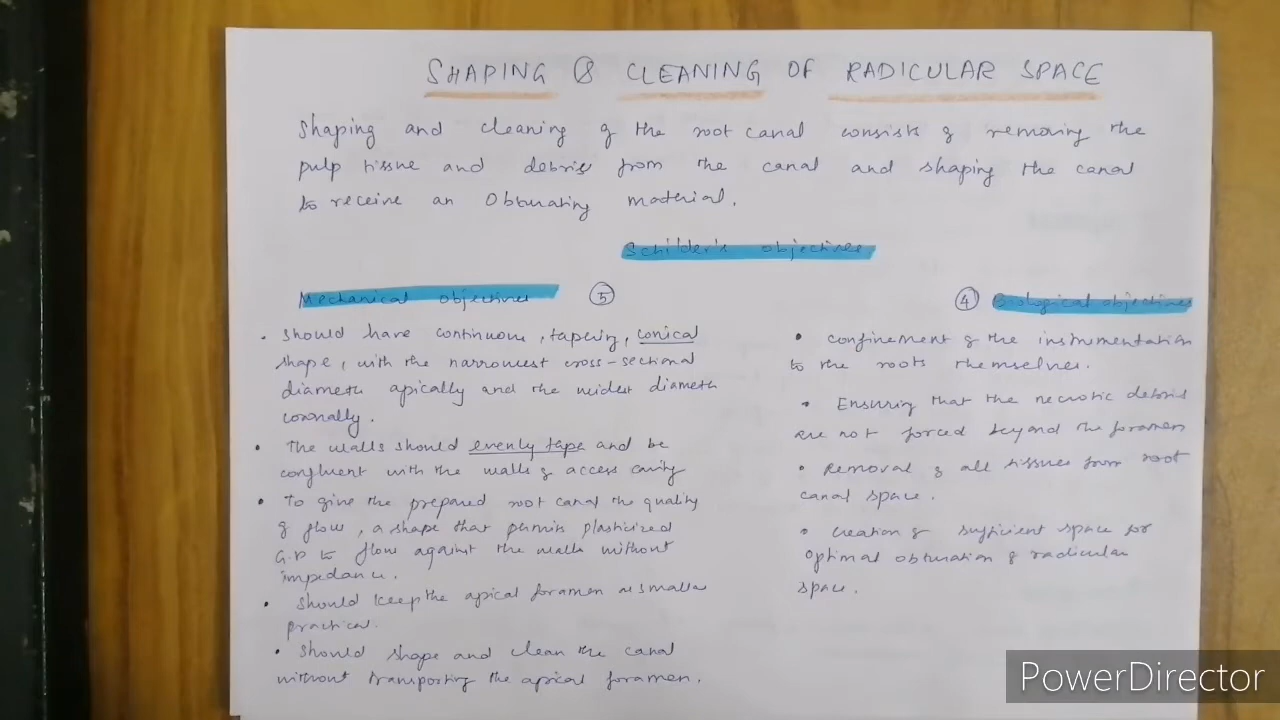 SHAPING & CLEANING OF RADICULAR SPACE
Shaping and cleaning of the root canal consists of removing the
pulp tissue and debris from the canal and shaping the canal
to receive an Obturating material.
Schilder's objectives
Mechanical objectives ⑤
• Should have continuous, tapering, conical
shape, with the narrowest cross-sectional
diameter apically and the widest diameter
coronally.
• The walls should evenly tape and be
confluent with the walls of access cavity
• To give the prepared root canal the quality
of flow, a shape that permits plasticized
G.P to flow against the walls without
impedance.
• Should keep the apical foramen as smaller
practical.
• Should shape and clean the canal
without transporting the apical foramen.
④ Biological objectives
• confinement of the instrumentation
to the roots themselves.
• Ensuring that the necrotic debris
are not forced beyond the foramen
• Removal of all tissues from root
canal space.
• creation of sufficient space for
optimal obturation of radicular
space.
PowerDirector